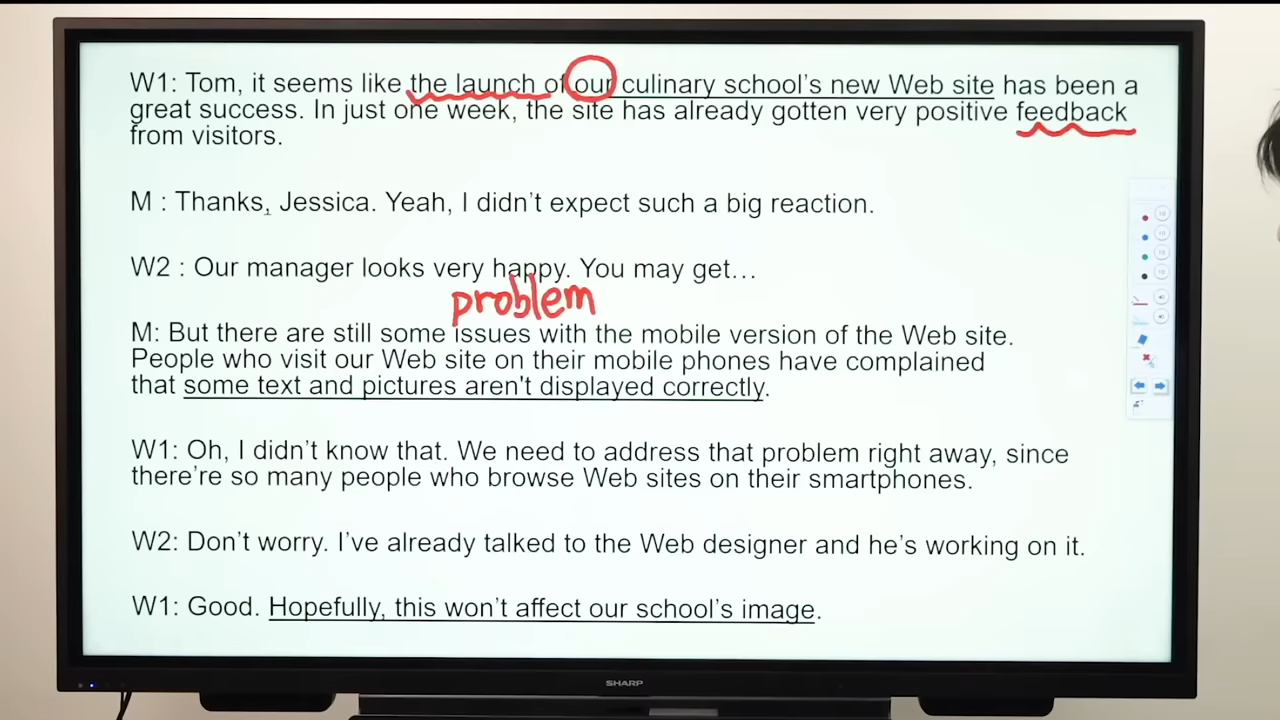 W1: Tom, it seems like the launch of our culinary school's new Web site has been a
great success. In just one week, the site has already gotten very positive feedback
from visitors.
M : Thanks, Jessica. Yeah, I didn't expect such a big reaction.
W2 : Our manager looks very happy. You may get...
problem
M: But there are still some issues with the mobile version of the Web site.
People who visit our Web site on their mobile phones have complained
that some text and pictures aren't displayed correctly.
W1: Oh, I didn't know that. We need to address that problem right away, since
there're so many people who browse Web sites on their smartphones.
W2: Don't worry. I've already talked to the Web designer and he's working on it.
W1: Good. Hopefully, this won't affect our school's image.
SHARP